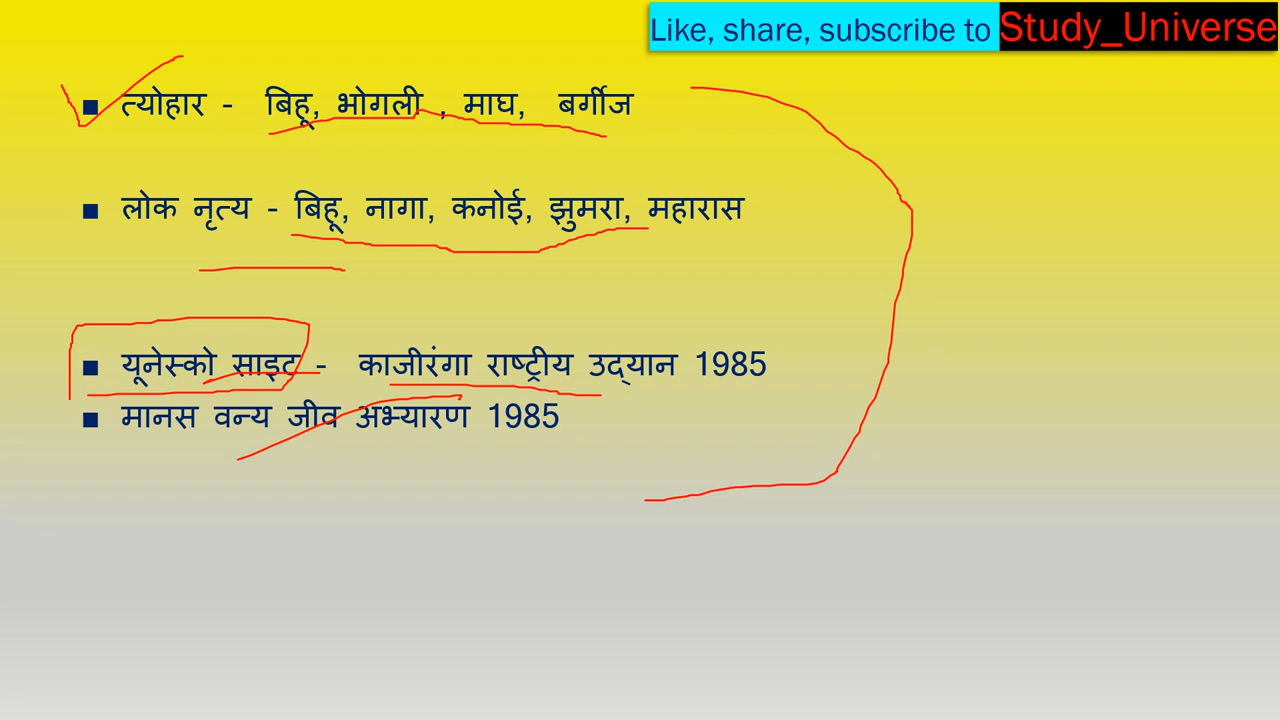 Like, share, subscribe to Study_Universe
▪ त्योहार - बिहू, भोगली , माघ, बर्गीज
▪ लोक नृत्य - बिहू, नागा, कनोई, झुमरा, महारास
▪ यूनेस्को साइट - काजीरंगा राष्ट्रीय उद्यान 1985
▪ मानस वन्य जीव अभ्यारण 1985